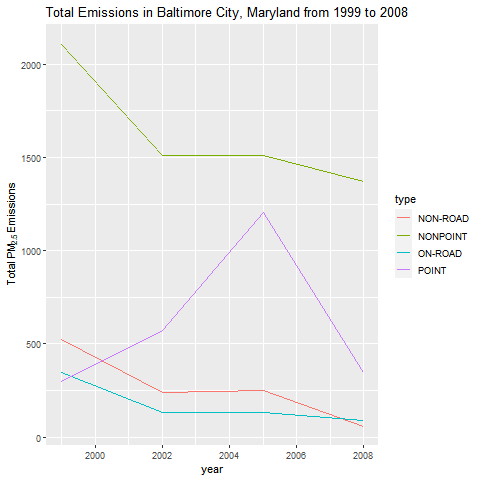 Total Emissions in Baltimore City, Maryland from 1999 to 2008
Total PM2.5 Emissions
2000
1500
1000
500
0
2000
2002
2004
2006
2008
year
type
NON-ROAD
NONPOINT
ON-ROAD
POINT